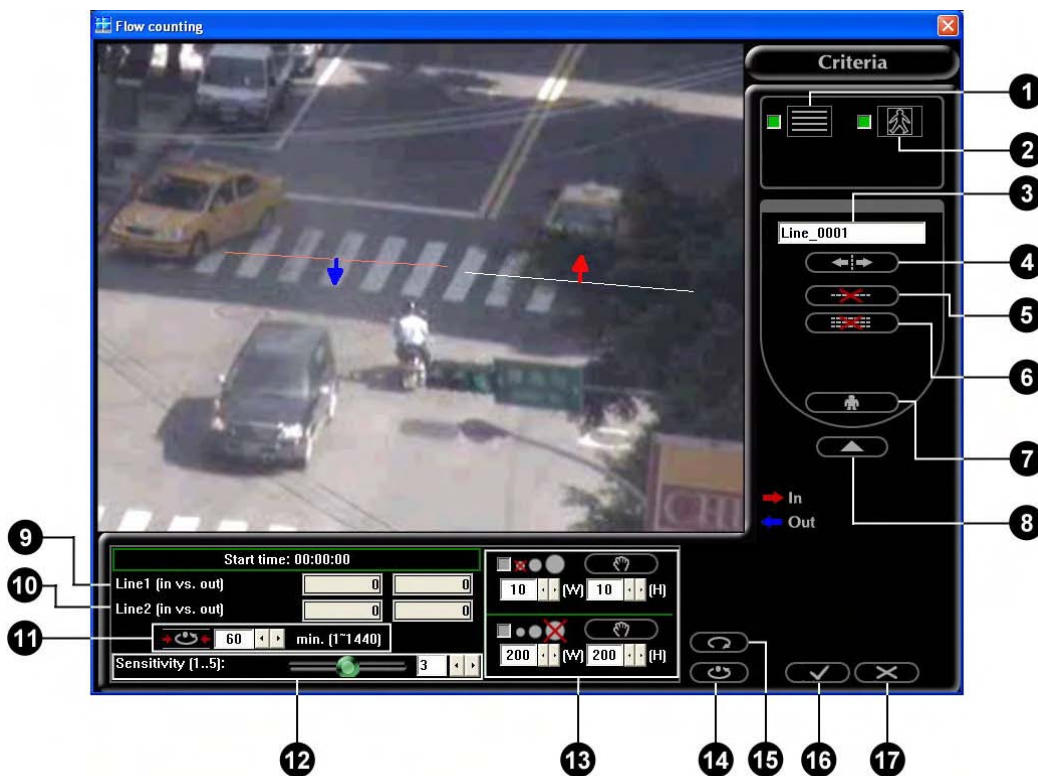 Flow counting
Criteria
1
2
3
Line_0001
4
5
6
7
8
In
Out
9
Start time: 00:00:00
10
Line1 (in vs. out) 0 0
Line2 (in vs. out) 0 0
11
60 min. (1~1440)
Sensitivity (1..5): 3
10 (W) 10 (H)
200 (W) 200 (H)
12
13
14
15
16
17